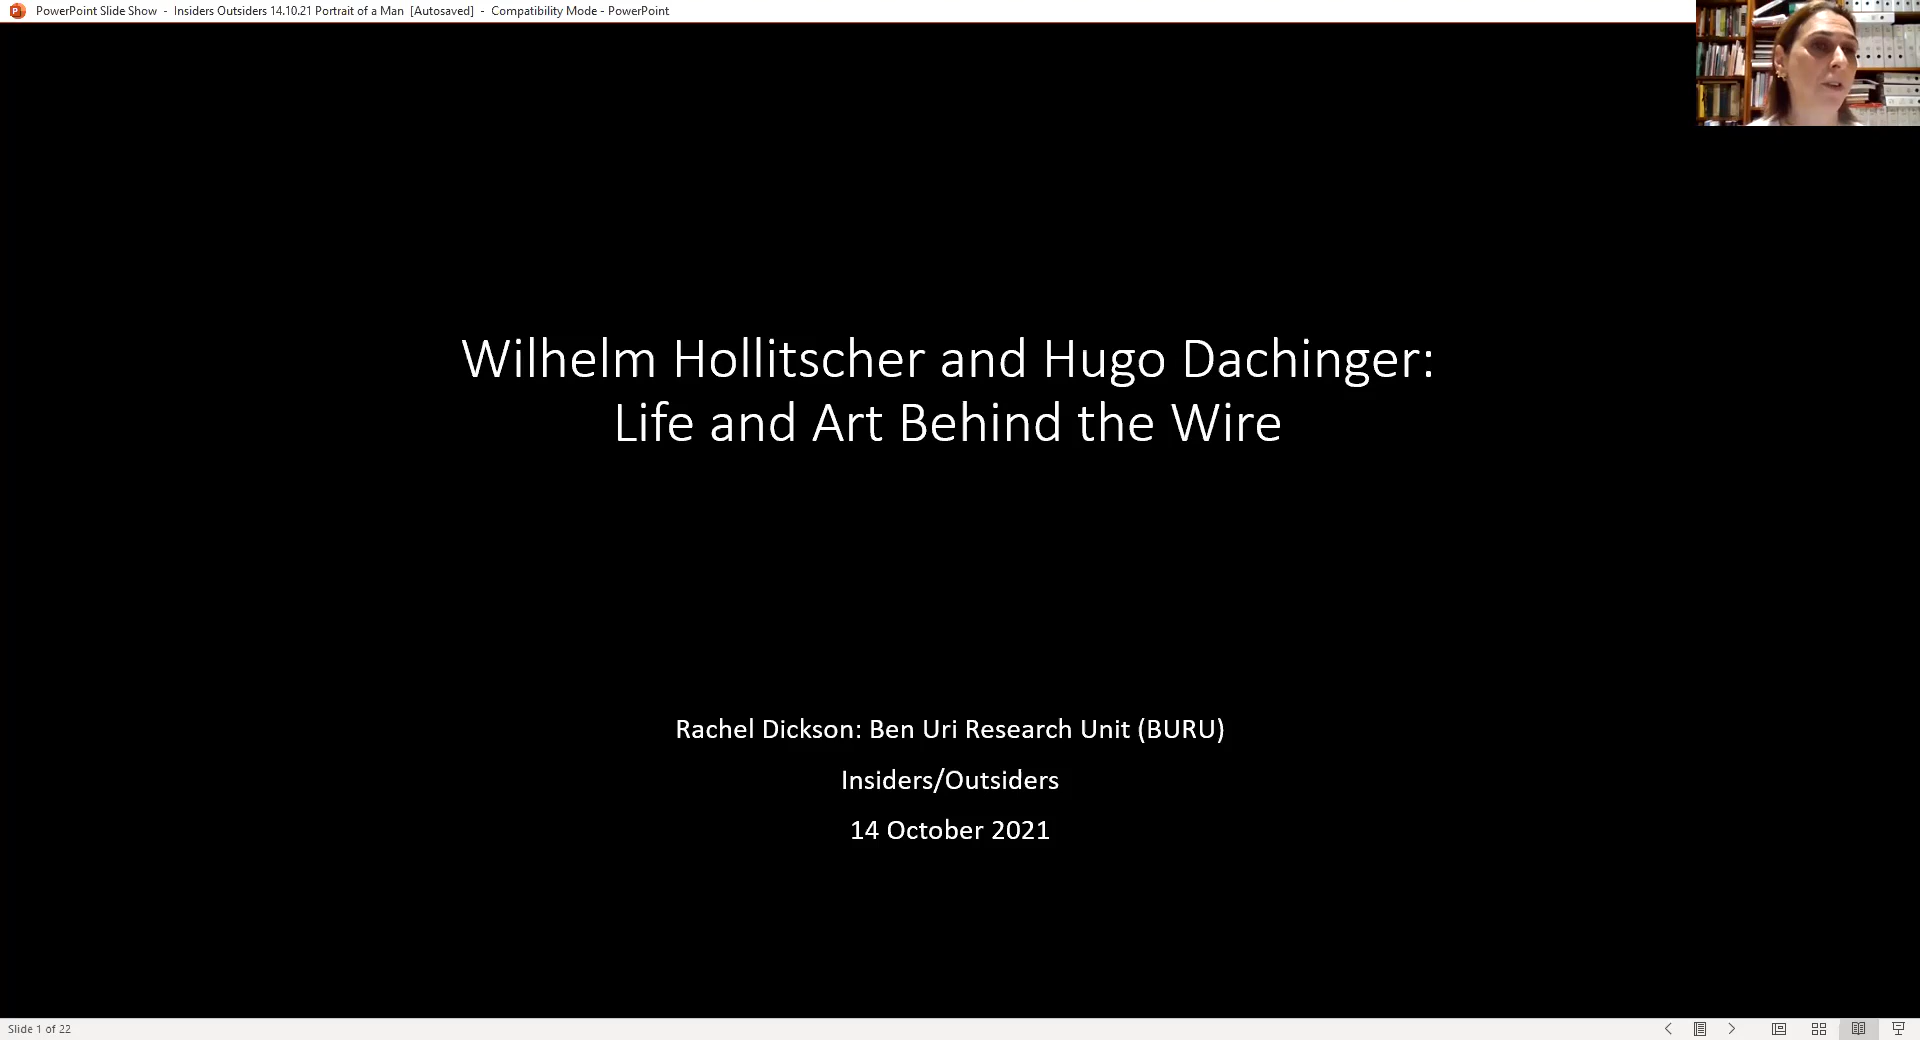 PowerPoint Slide Show - Insiders Outsiders 14.10.21 Portrait of a Man [Autosaved] - Compatibility Mode - PowerPoint
Wilhelm Hollitscher and Hugo Dachinger:
Life and Art Behind the Wire
Rachel Dickson: Ben Uri Research Unit (BURU)
Insiders/Outsiders
14 October 2021
Slide 1 of 22